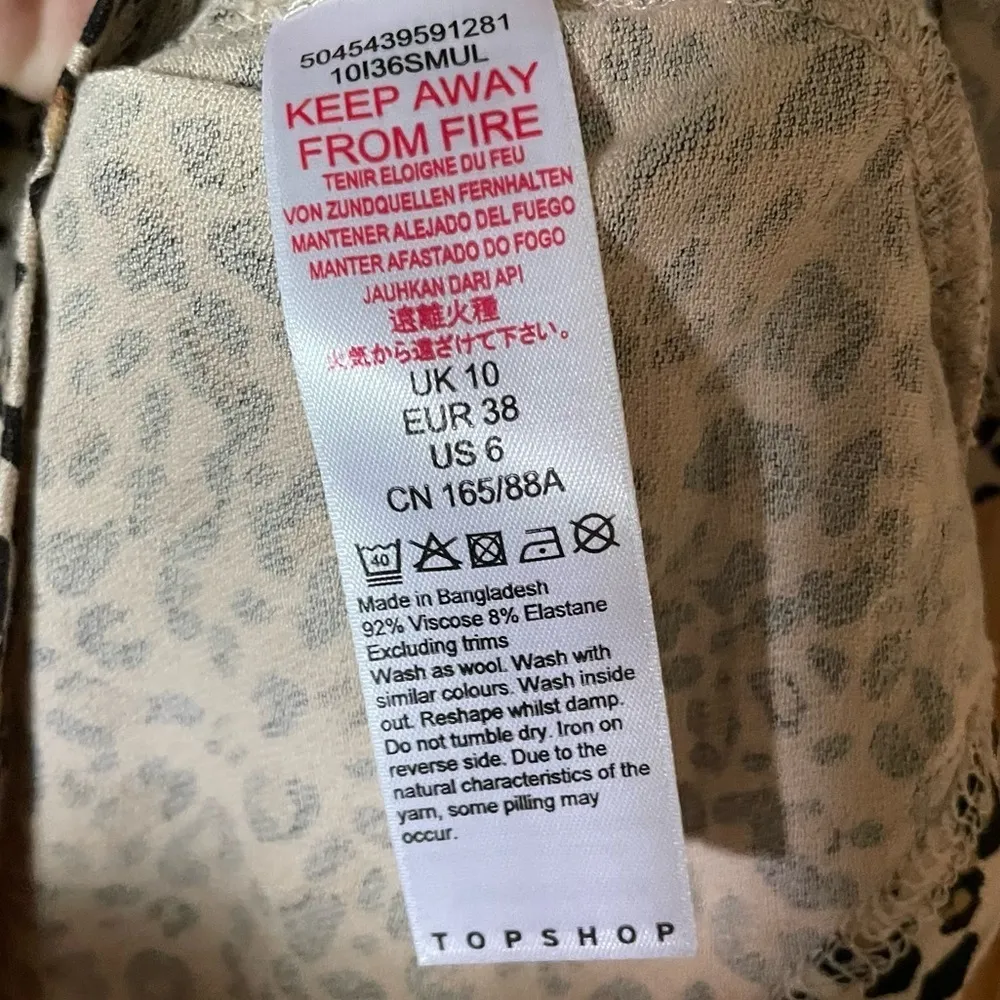 5045439591281
10I36SMUL
KEEP AWAY
FROM FIRE
TENIR ELOIGNE DU FEU
VON ZUNDQUELLEN FERNHALTEN
MANTENER ALEJADO DEL FUEGO
MANTER AFASTADO DO FOGO
JAUHKAN DARI API
遠離火種
火気から遠ざけて下さい。
UK 10
EUR 38
US 6
CN 165/88A
40
Made in Bangladesh
92% Viscose 8% Elastane
Excluding trims
Wash as wool. Wash with
similar colours. Wash inside
out. Reshape whilst damp.
Do not tumble dry. Iron on
reverse side. Due to the
natural characteristics of the
yarn, some pilling may
occur.
TOPSHOP